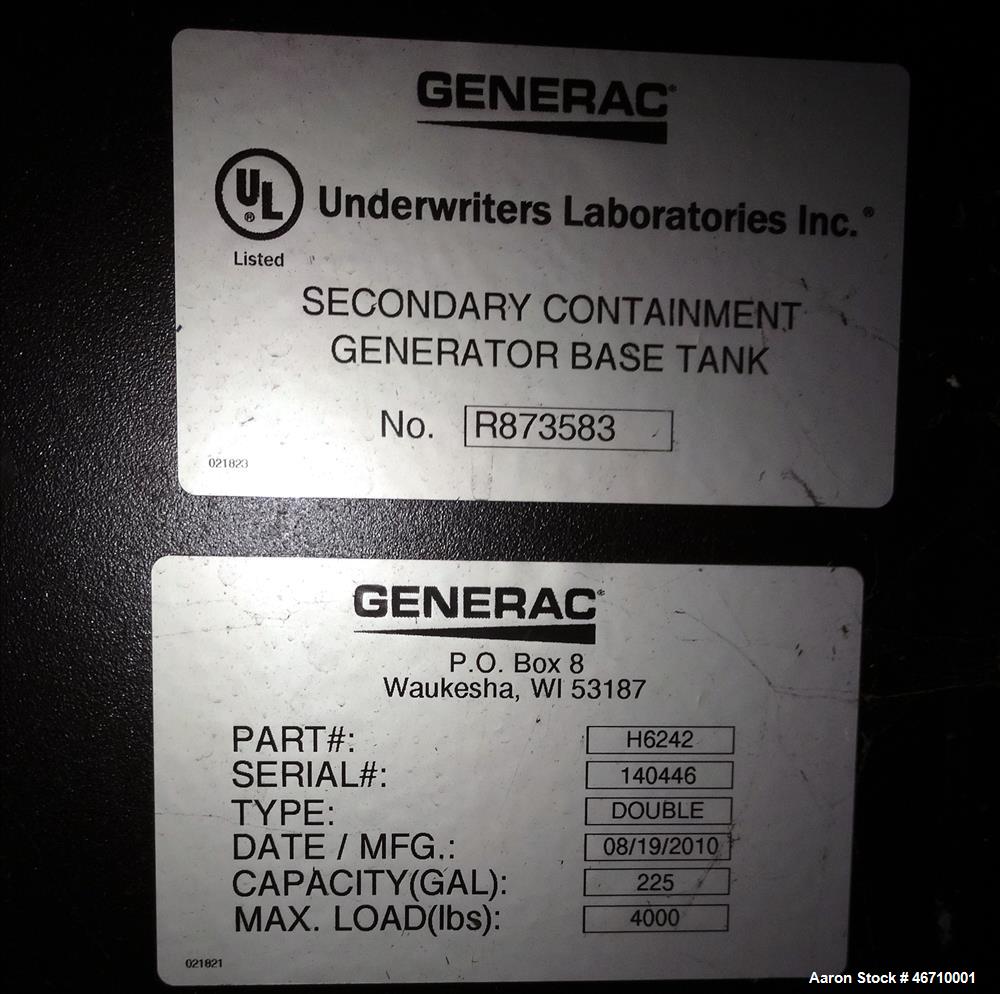 GENERAC®
UL®
Listed
Underwriters Laboratories Inc.®
SECONDARY CONTAINMENT
GENERATOR BASE TANK
No. R873583
021823
GENERAC®
P.O. Box 8
Waukesha, WI 53187
PART#: H6242
SERIAL#: 140446
TYPE: DOUBLE
DATE / MFG.: 08/19/2010
CAPACITY(GAL): 225
MAX. LOAD(lbs): 4000
021821
Aaron Stock # 46710001